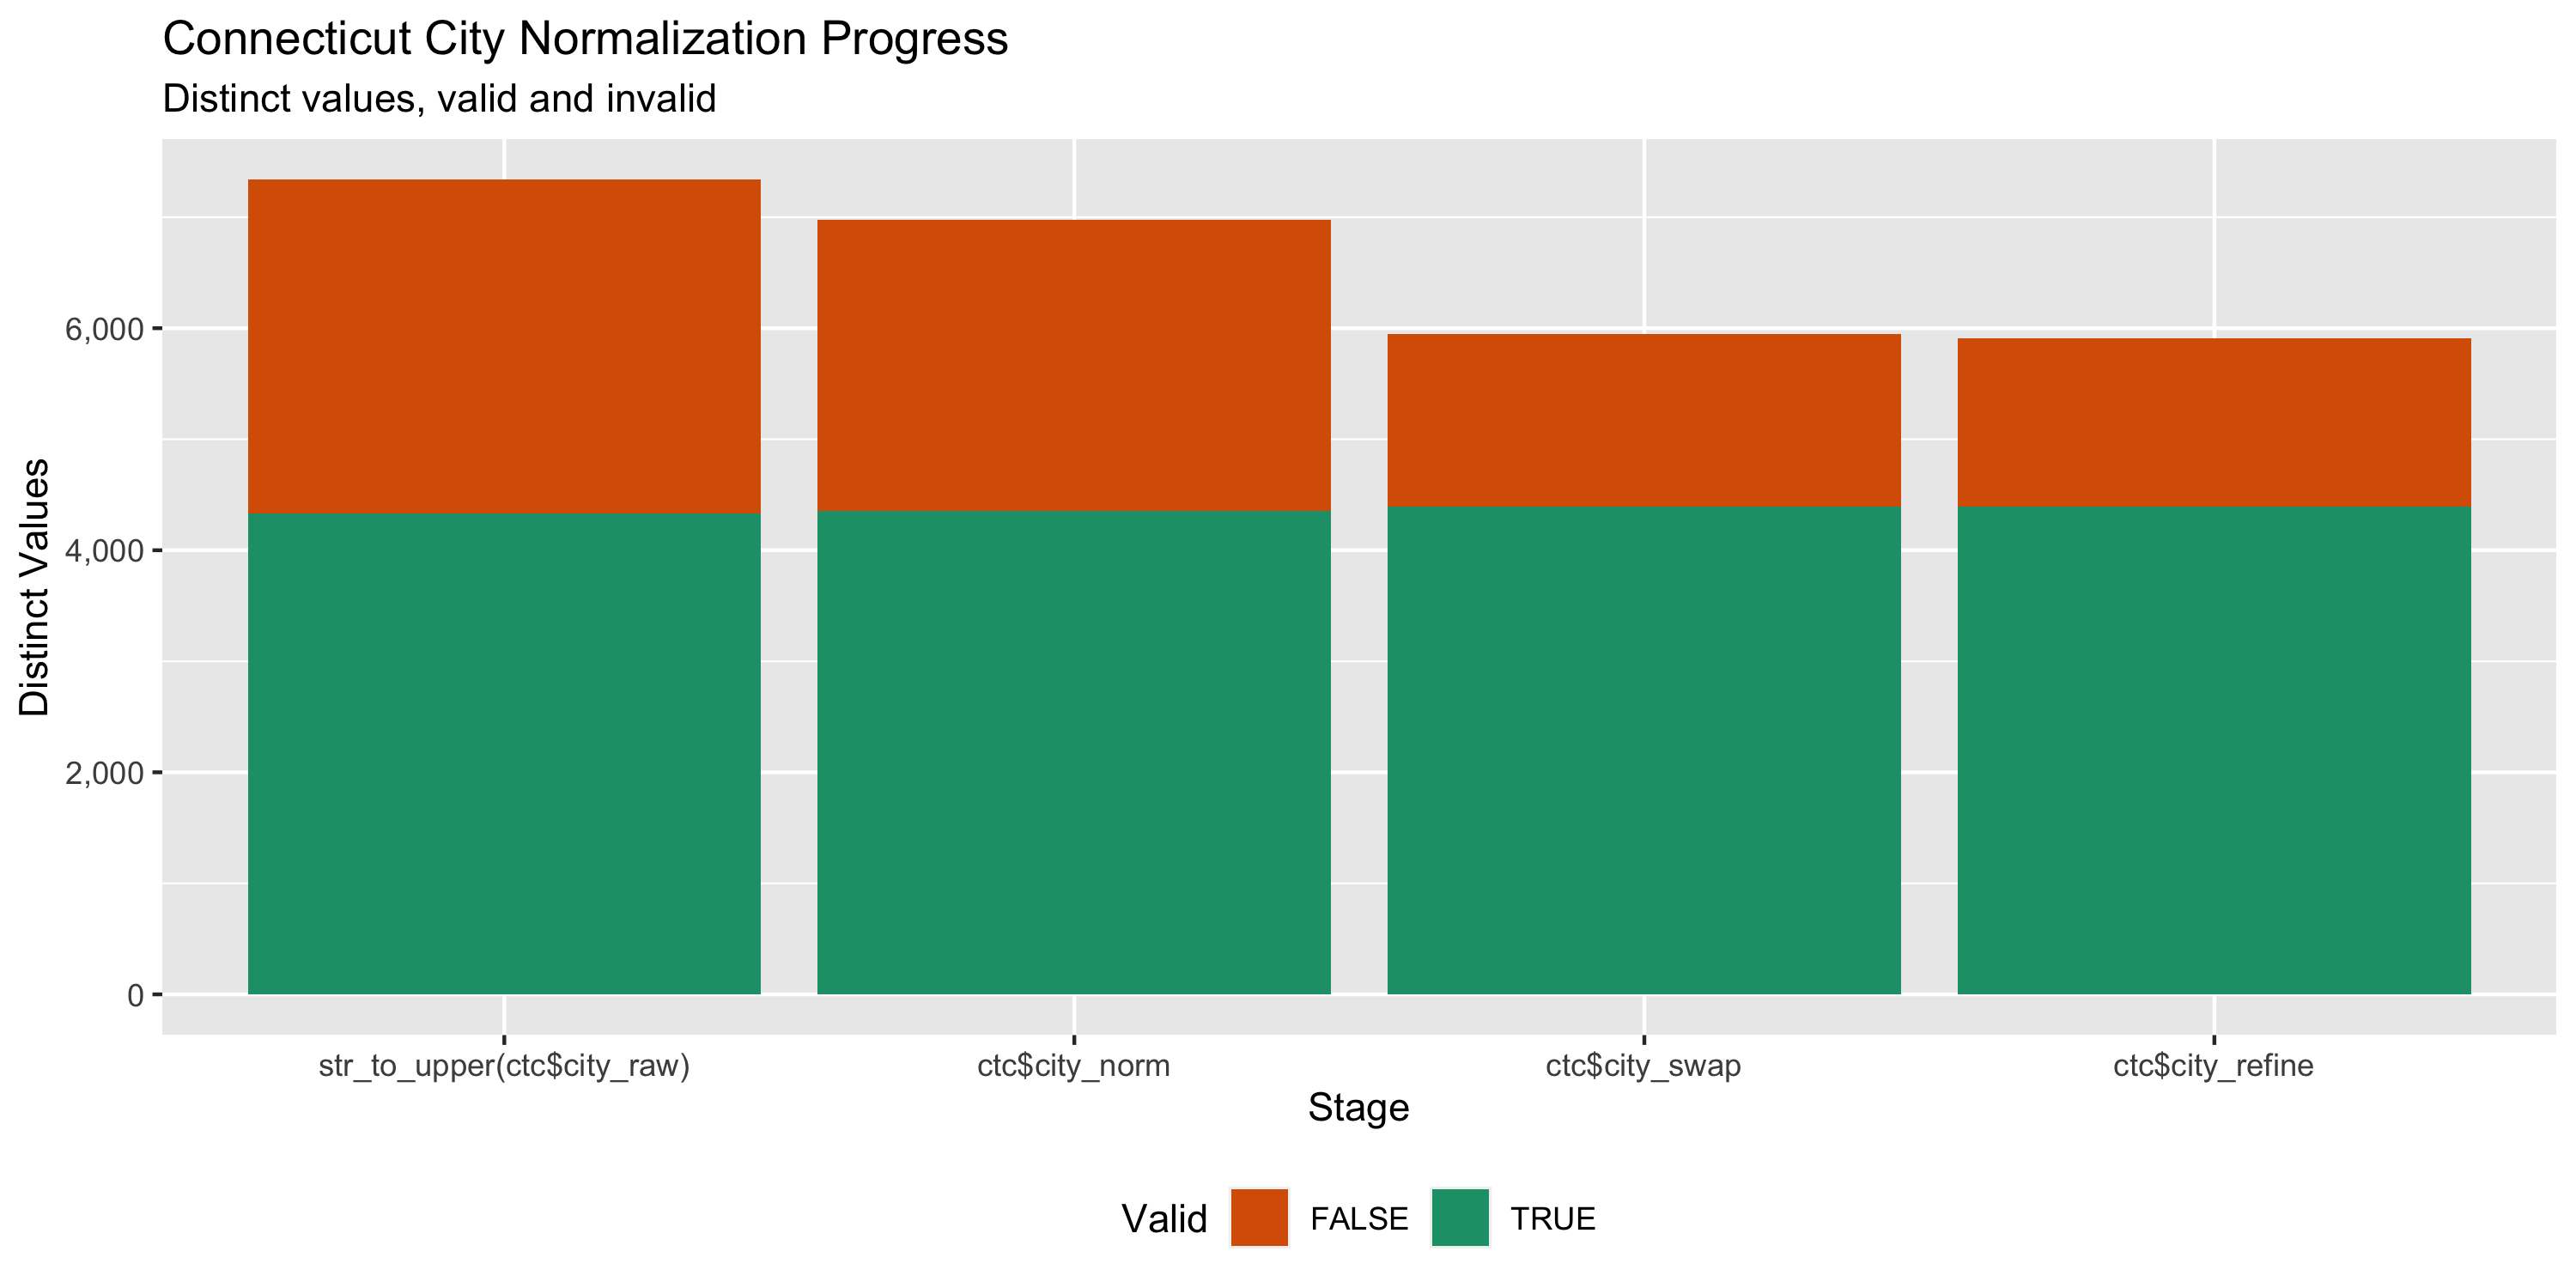 Connecticut City Normalization Progress
Distinct values, valid and invalid
Distinct Values
6,000
4,000
2,000
0
str_to_upper(ctc$city_raw) ctc$city_norm ctc$city_swap ctc$city_refine
Stage
Valid FALSE TRUE